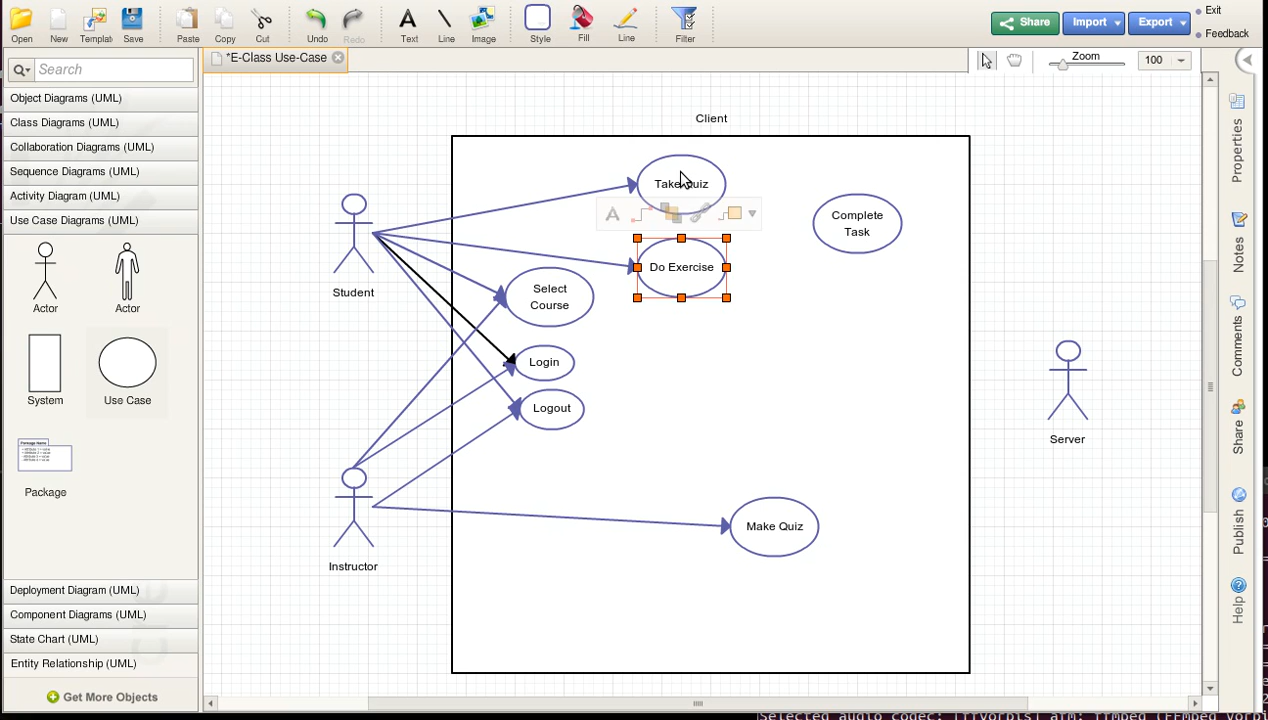 Open
New
Templat
Save
Paste
Copy
Cut
Undo
Redo
Text
Line
Image
Style
Fill
Line
Filter
Share
Import
Export
Exit
Feedback
*E-Class Use-Case
Zoom
100
Search
Object Diagrams (UML)
Class Diagrams (UML)
Collaboration Diagrams (UML)
Sequence Diagrams (UML)
Activity Diagram (UML)
Use Case Diagrams (UML)
Actor
Actor
System
Use Case
Package Name
Package
Deployment Diagram (UML)
Component Diagrams (UML)
State Chart (UML)
Entity Relationship (UML)
Get More Objects
Client
Take Quiz
Complete
Task
Do Exercise
Student
Select
Course
Login
Logout
Server
Make Quiz
Instructor
Properties
Notes
Comments
Share
Publish
Help